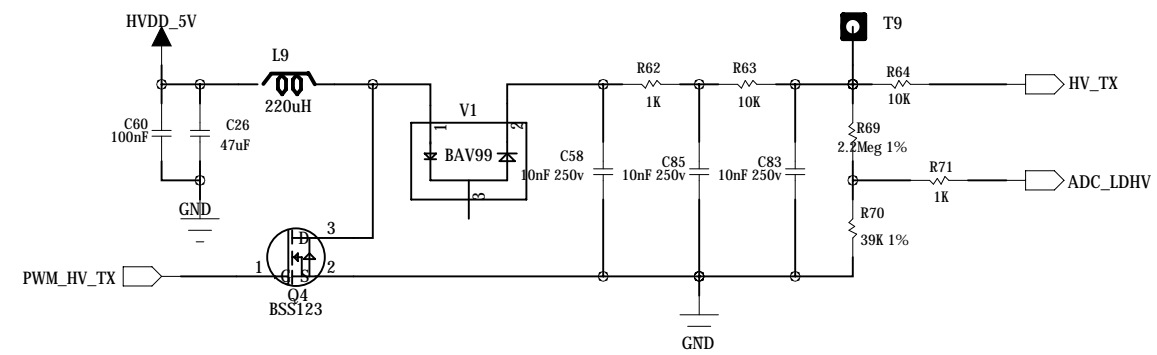 HVDD_5V
T9
L9
220uH
R62
1K
R63
10K
R64
10K
HV_TX
C60
100nF
C26
47uF
V1
1
2
BAV99
3
C58
10nF 250v
C85
10nF 250v
C83
10nF 250v
R69
2.2Meg 1%
R71
1K
ADC_LDHV
GND
R70
39K 1%
3
D
PWM_HV_TX
1
G
S
2
Q4
BSS123
GND